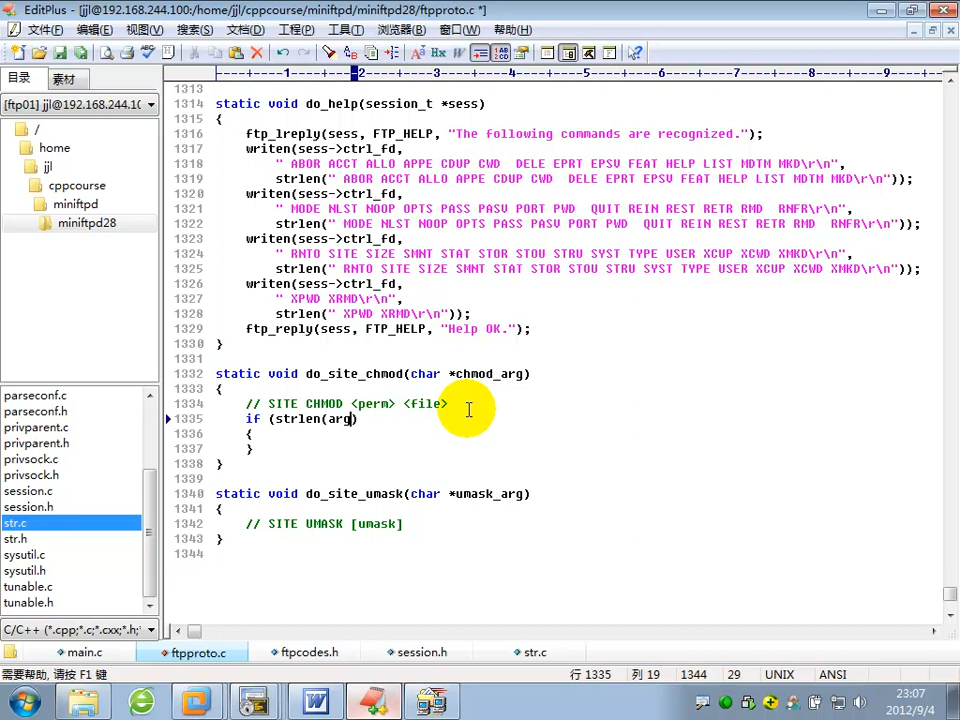 EditPlus - [jjl@192.168.244.100:/home/jjl/cppcourse/miniftpd/miniftpd28/ftpproto.c *]
文件(F) 编辑(E) 视图(V) 搜索(S) 文档(D) 工程(P) 工具(T) 浏览器(B) 窗口(W) 帮助(H)
目录 素材
----+----1----+----2----+----3----+----4----+----5----+----6----+----7----+----8----+----9----
[ftp01] jjl@192.168.244.10
/
home
jjl
cppcourse
miniftpd
miniftpd28
parseconf.c
parseconf.h
privparent.c
privparent.h
privsock.c
privsock.h
session.c
session.h
str.c
str.h
sysutil.c
sysutil.h
tunable.c
tunable.h
C/C++ (*.cpp;*.c;*.cxx;*.h;
1313
1314 static void do_help(session_t *sess)
1315 {
1316 ftp_lreply(sess, FTP_HELP, "The following commands are recognized.");
1317 writen(sess->ctrl_fd,
1318 " ABOR ACCT ALLO APPE CDUP CWD  DELE EPRT EPSV FEAT HELP LIST MDTM MKD\r\n",
1319 strlen(" ABOR ACCT ALLO APPE CDUP CWD  DELE EPRT EPSV FEAT HELP LIST MDTM MKD\r\n"));
1320 writen(sess->ctrl_fd,
1321 " MODE NLST NOOP OPTS PASS PASV PORT PWD  QUIT REIN REST RETR RMD  RNFR\r\n",
1322 strlen(" MODE NLST NOOP OPTS PASS PASV PORT PWD  QUIT REIN REST RETR RMD  RNFR\r\n"));
1323 writen(sess->ctrl_fd,
1324 " RNTO SITE SIZE SMNT STAT STOR STOU STRU SYST TYPE USER XCUP XCWD XMKD\r\n",
1325 strlen(" RNTO SITE SIZE SMNT STAT STOR STOU STRU SYST TYPE USER XCUP XCWD XMKD\r\n"));
1326 writen(sess->ctrl_fd,
1327 " XPWD XRMD\r\n",
1328 strlen(" XPWD XRMD\r\n"));
1329 ftp_reply(sess, FTP_HELP, "Help OK.");
1330 }
1331
1332 static void do_site_chmod(char *chmod_arg)
1333 {
1334 // SITE CHMOD <perm> <file>
1335 if (strlen(arg)
1336 {
1337 }
1338 }
1339
1340 static void do_site_umask(char *umask_arg)
1341 {
1342 // SITE UMASK [umask]
1343 }
1344
main.c ftpproto.c ftpcodes.h session.h str.c
需要帮助, 请按 F1 键 行 1335 列 19 1344 29 UNIX ANSI
23:07
2012/9/4